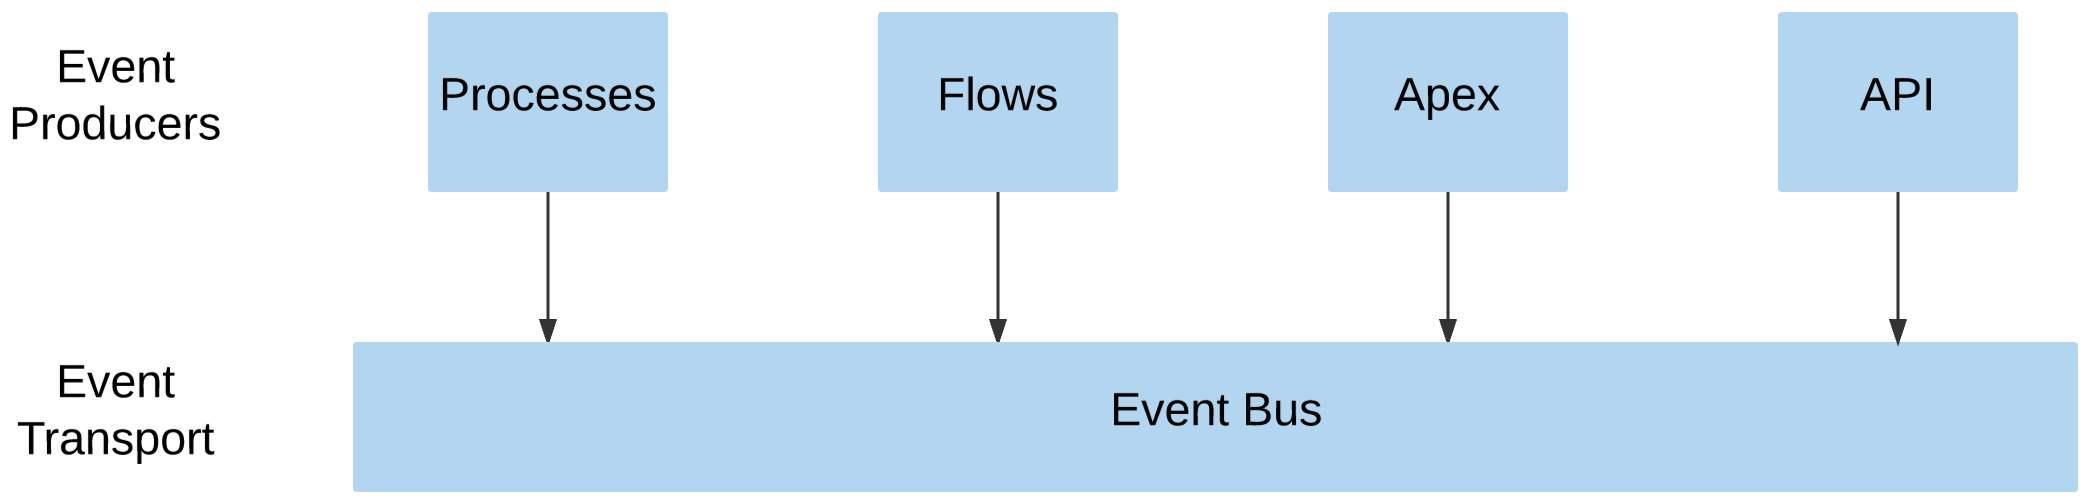 Event
Producers
Processes
Flows
Apex
API
Event
Transport
Event Bus